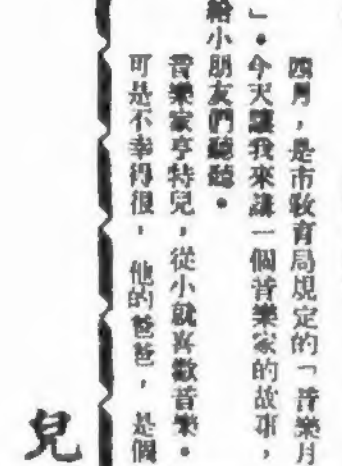 四月，是市敎育局規定的「音樂月
」。今天讓我來講一個音樂家的故事，
給小朋友們聽聽。
音樂家亨特兒，從小就喜歡音樂。
可是不幸得很，他的爸爸，是個
兒